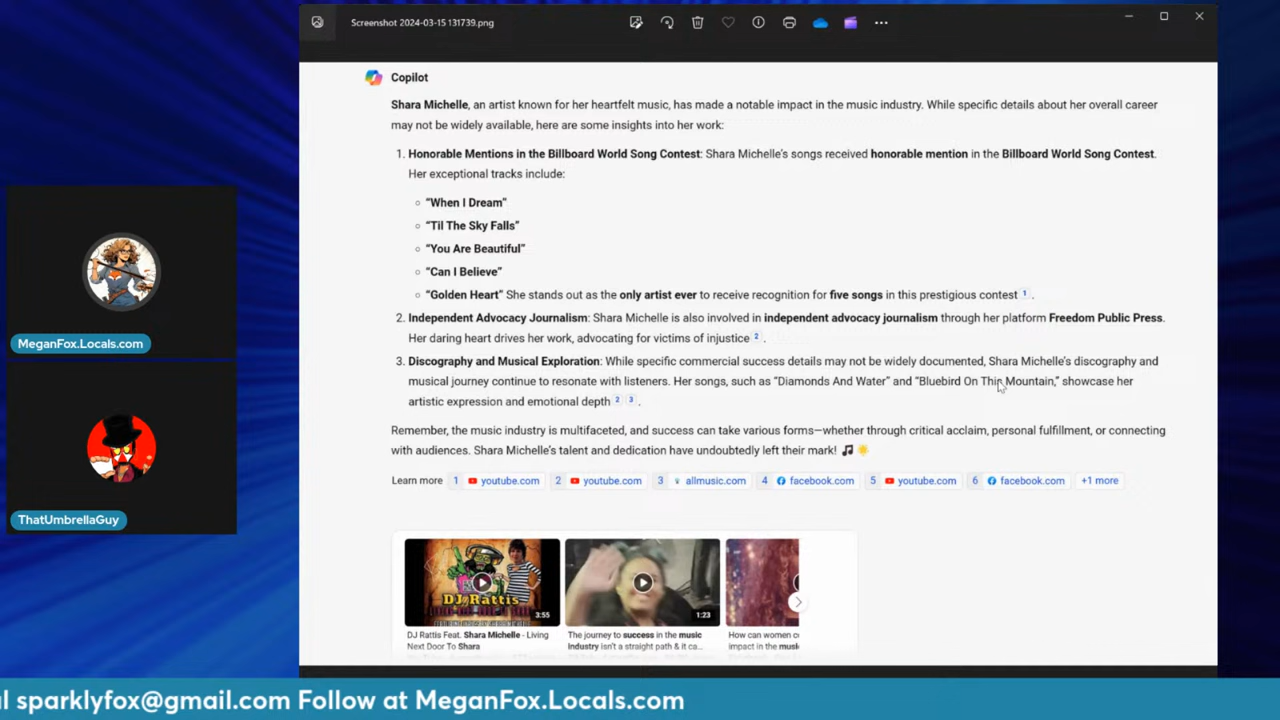 Screenshot 2024-03-15 131739.png
Copilot
Shara Michelle, an artist known for her heartfelt music, has made a notable impact in the music industry. While specific details about her overall career
may not be widely available, here are some insights into her work:
1. Honorable Mentions in the Billboard World Song Contest: Shara Michelle's songs received honorable mention in the Billboard World Song Contest.
Her exceptional tracks include:
"When I Dream"
"Til The Sky Falls"
"You Are Beautiful"
"Can I Believe"
"Golden Heart" She stands out as the only artist ever to receive recognition for five songs in this prestigious contest 1 .
2. Independent Advocacy Journalism: Shara Michelle is also involved in independent advocacy journalism through her platform Freedom Public Press.
Her daring heart drives her work, advocating for victims of injustice 2 .
3. Discography and Musical Exploration: While specific commercial success details may not be widely documented, Shara Michelle's discography and
musical journey continue to resonate with listeners. Her songs, such as "Diamonds And Water" and "Bluebird On This Mountain," showcase her
artistic expression and emotional depth 2 3 .
Remember, the music industry is multifaceted, and success can take various forms—whether through critical acclaim, personal fulfillment, or connecting
with audiences. Shara Michelle's talent and dedication have undoubtedly left their mark! 🎵 🌟
Learn more 1 youtube.com 2 youtube.com 3 allmusic.com 4 facebook.com 5 youtube.com 6 facebook.com +1 more
DJ Rattis
3:55
1:23
DJ Rattis Feat. Shara Michelle - Living
Next Door To Shara
The journey to success in the music
Industry isn't a straight path & it ca...
How can women c
impact in the musi
MeganFox.Locals.com
ThatUmbrellaGuy
l sparklyfox@gmail.com Follow at MeganFox.Locals.com